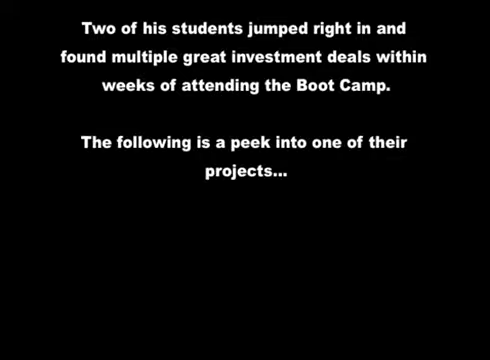 Two of his students jumped right in and
found multiple great investment deals within
weeks of attending the Boot Camp.
The following is a peek into one of their
projects...